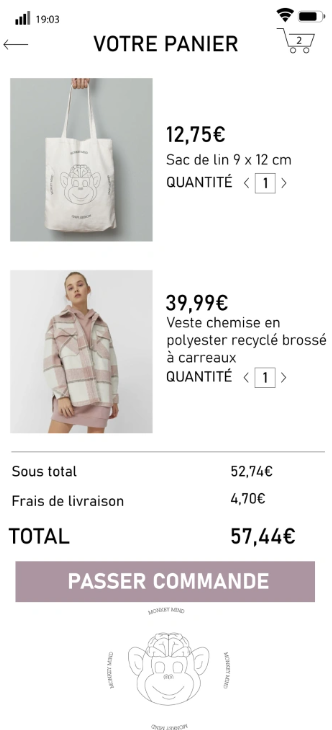 19:03
VOTRE PANIER
2
12,75€
Sac de lin 9 x 12 cm
QUANTITÉ < 1 >
39,99€
Veste chemise en
polyester recyclé brossé
à carreaux
QUANTITÉ < 1 >
Sous total 52,74€
Frais de livraison 4,70€
TOTAL 57,44€
PASSER COMMANDE
MONKEY MIND
MONKEY MIND
MONKEY MIND
MONKEY MIND